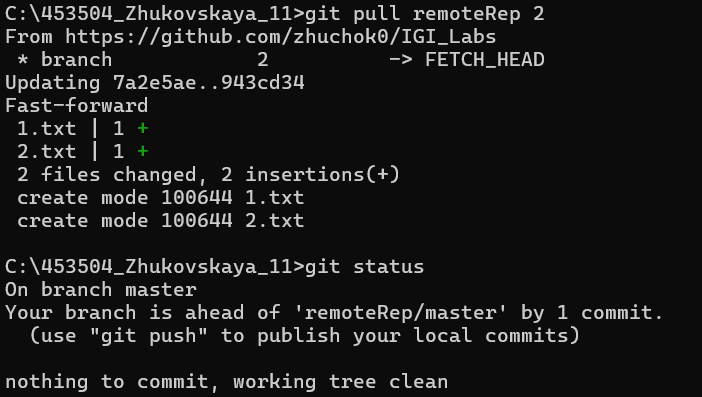 C:\453504_Zhukovskaya_11>git pull remoteRep 2
From https://github.com/zhuchok0/IGI_Labs
 * branch            2          -> FETCH_HEAD
Updating 7a2e5ae..943cd34
Fast-forward
 1.txt | 1 +
 2.txt | 1 +
 2 files changed, 2 insertions(+)
 create mode 100644 1.txt
 create mode 100644 2.txt
C:\453504_Zhukovskaya_11>git status
On branch master
Your branch is ahead of 'remoteRep/master' by 1 commit.
  (use "git push" to publish your local commits)
nothing to commit, working tree clean